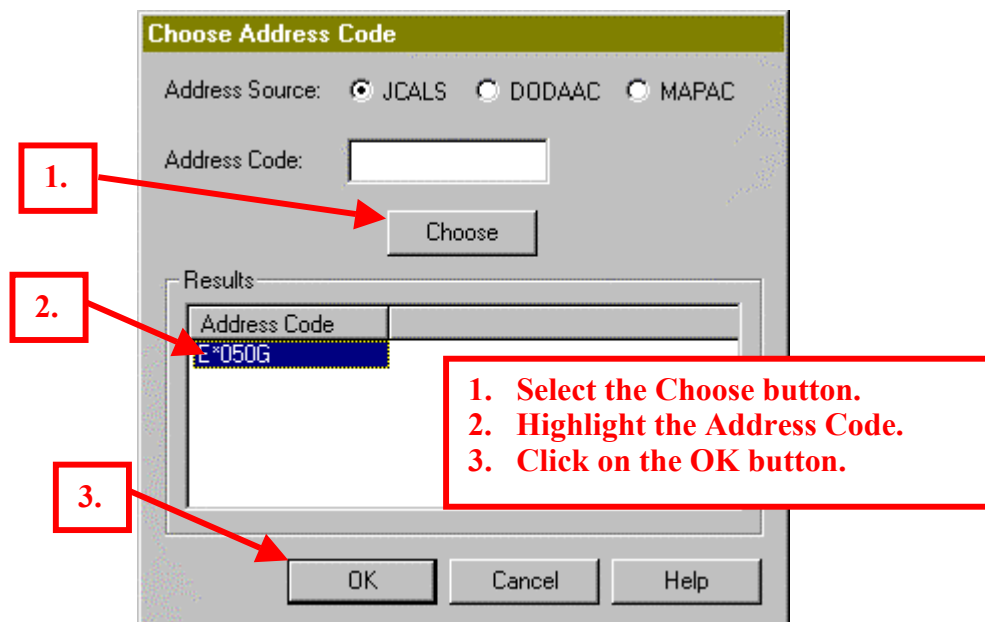 Choose Address Code
Address Source: JCALS DODAAC MAPAC
Address Code:
1.
Choose
Results
2.
Address Code
E*050G
1. Select the Choose button.
2. Highlight the Address Code.
3. Click on the OK button.
3.
OK Cancel Help